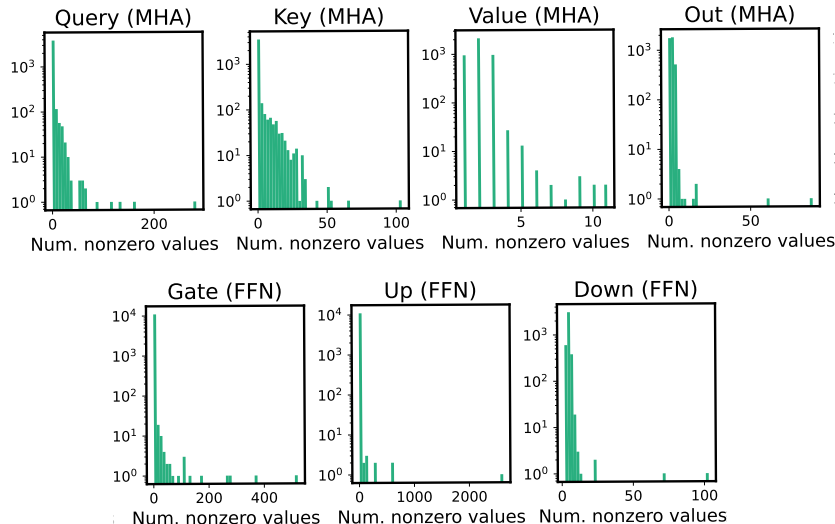 Query (MHA) Key (MHA) Value (MHA) Out (MHA)
10³ 10³ 10³ 10³
10² 10² 10² 10²
10¹ 10¹ 10¹ 10¹
10⁰ 10⁰ 10⁰
0 200 0 50 100 5 10 0 50
Num. nonzero values Num. nonzero values Num. nonzero values Num. nonzero values
Gate (FFN) Up (FFN) Down (FFN)
10⁴ 10⁴
10³ 10³ 10³
10² 10² 10²
10¹ 10¹ 10¹
10⁰ 10⁰ 10⁰
0 200 400 0 1000 2000 0 50 100
Num. nonzero values Num. nonzero values Num. nonzero values